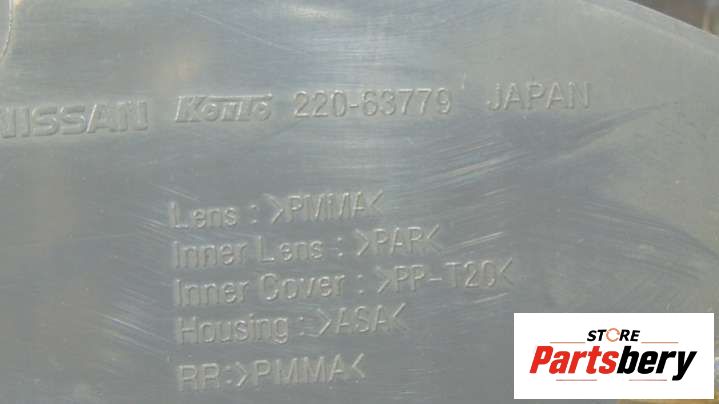 NISSAN Koito 220-63779 JAPAN
Lens : >PMMA<
Inner Lens : >PAR<
Inner Cover : >PP-T20<
Housing : >ASA<
RR:>PMMA<
STORE
Partsbery